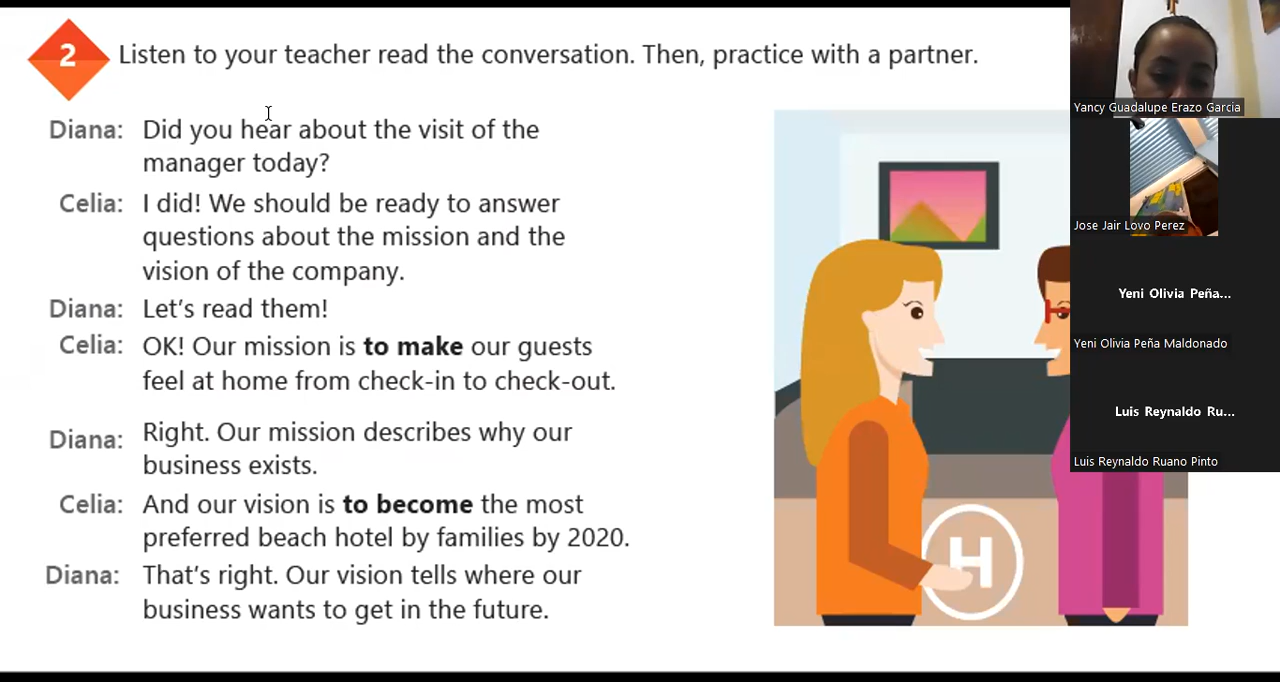 2
Listen to your teacher read the conversation. Then, practice with a partner.
Diana: Did you hear about the visit of the
manager today?
Celia: I did! We should be ready to answer
questions about the mission and the
vision of the company.
Diana: Let's read them!
Celia: OK! Our mission is to make our guests
feel at home from check-in to check-out.
Diana: Right. Our mission describes why our
business exists.
Celia: And our vision is to become the most
preferred beach hotel by families by 2020.
Diana: That's right. Our vision tells where our
business wants to get in the future.
H
Yancy Guadalupe Erazo Garcia
Jose Jair Lovo Perez
Yeni Olivia Peña...
Yeni Olivia Peña Maldonado
Luis Reynaldo Ru...
Luis Reynaldo Ruano Pinto